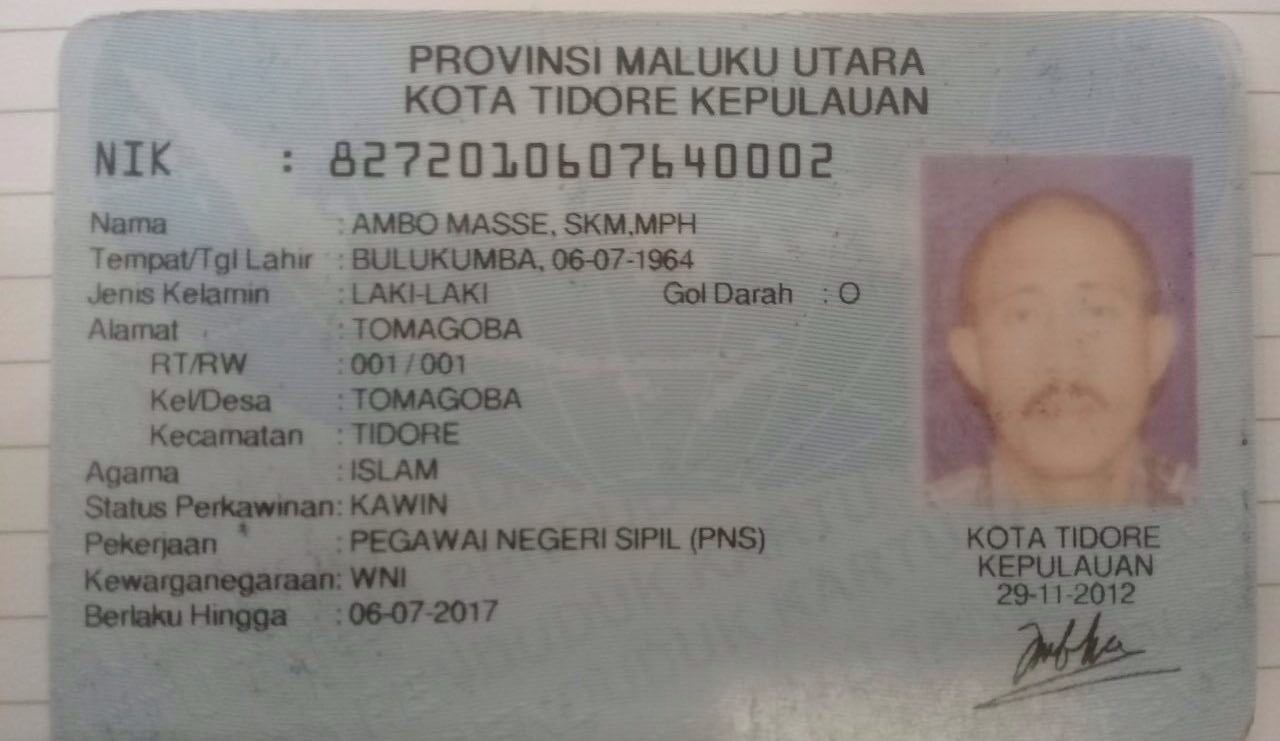 PROVINSI MALUKU UTARA
KOTA TIDORE KEPULAUAN
NIK : 8272010607640002
Nama : AMBO MASSE, SKM,MPH
Tempat/Tgl Lahir : BULUKUMBA, 06-07-1964
Jenis Kelamin : LAKI-LAKI Gol Darah : O
Alamat : TOMAGOBA
RT/RW : 001 / 001
Kel/Desa : TOMAGOBA
Kecamatan : TIDORE
Agama : ISLAM
Status Perkawinan: KAWIN
Pekerjaan : PEGAWAI NEGERI SIPIL (PNS)
Kewarganegaraan: WNI
Berlaku Hingga : 06-07-2017
KOTA TIDORE
KEPULAUAN
29-11-2012